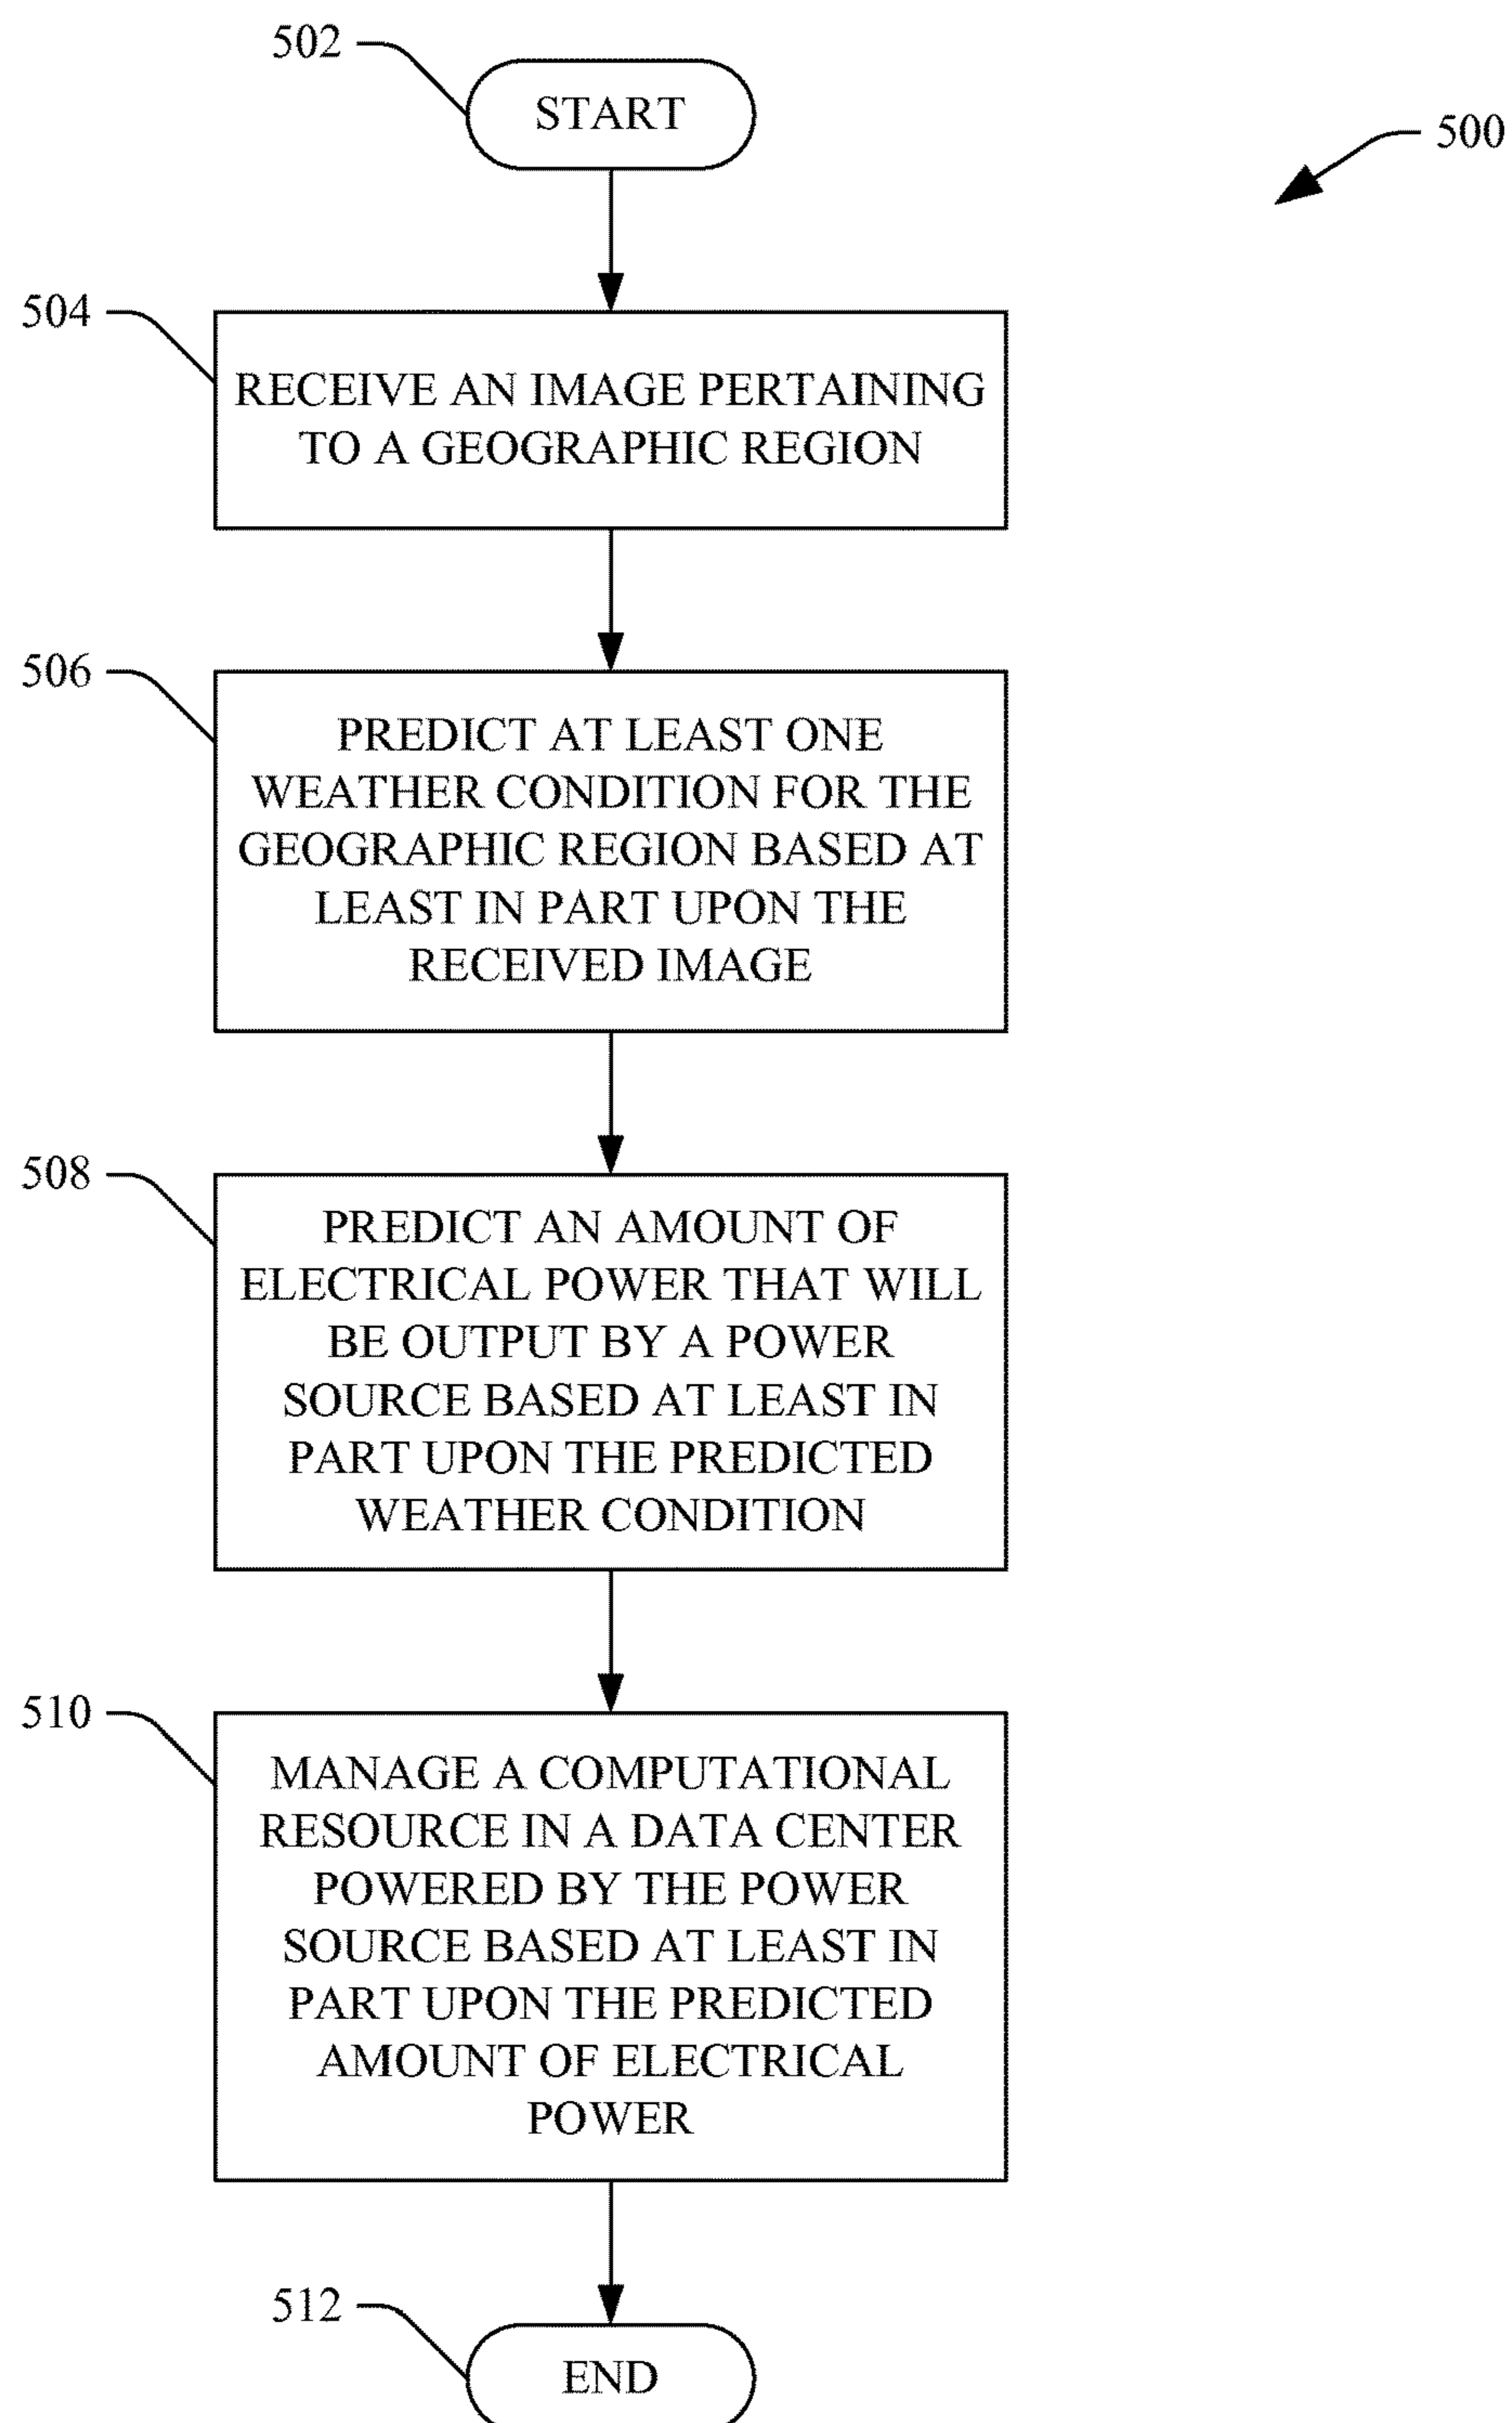 502
START
500
504
RECEIVE AN IMAGE PERTAINING
TO A GEOGRAPHIC REGION
506
PREDICT AT LEAST ONE
WEATHER CONDITION FOR THE
GEOGRAPHIC REGION BASED AT
LEAST IN PART UPON THE
RECEIVED IMAGE
508
PREDICT AN AMOUNT OF
ELECTRICAL POWER THAT WILL
BE OUTPUT BY A POWER
SOURCE BASED AT LEAST IN
PART UPON THE PREDICTED
WEATHER CONDITION
510
MANAGE A COMPUTATIONAL
RESOURCE IN A DATA CENTER
POWERED BY THE POWER
SOURCE BASED AT LEAST IN
PART UPON THE PREDICTED
AMOUNT OF ELECTRICAL
POWER
512
END